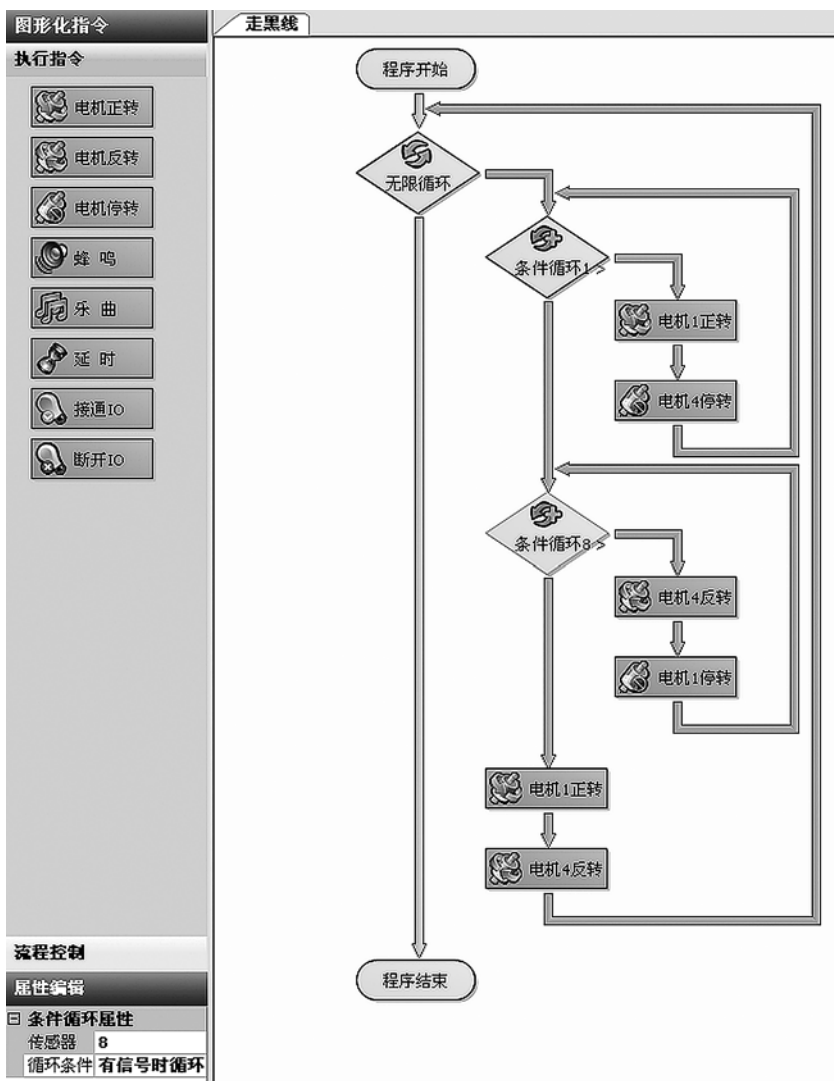 图形化指令
执行指令
电机正转
电机反转
电机停转
蜂 鸣
乐 曲
延 时
接通IO
断开IO
流程控制
属性编辑
条件循环属性
传感器 8
循环条件 有信号时循环
走黑线
程序开始
无限循环
条件循环1 >
电机1正转
电机4停转
条件循环8 >
电机4反转
电机1停转
电机1正转
电机4反转
程序结束